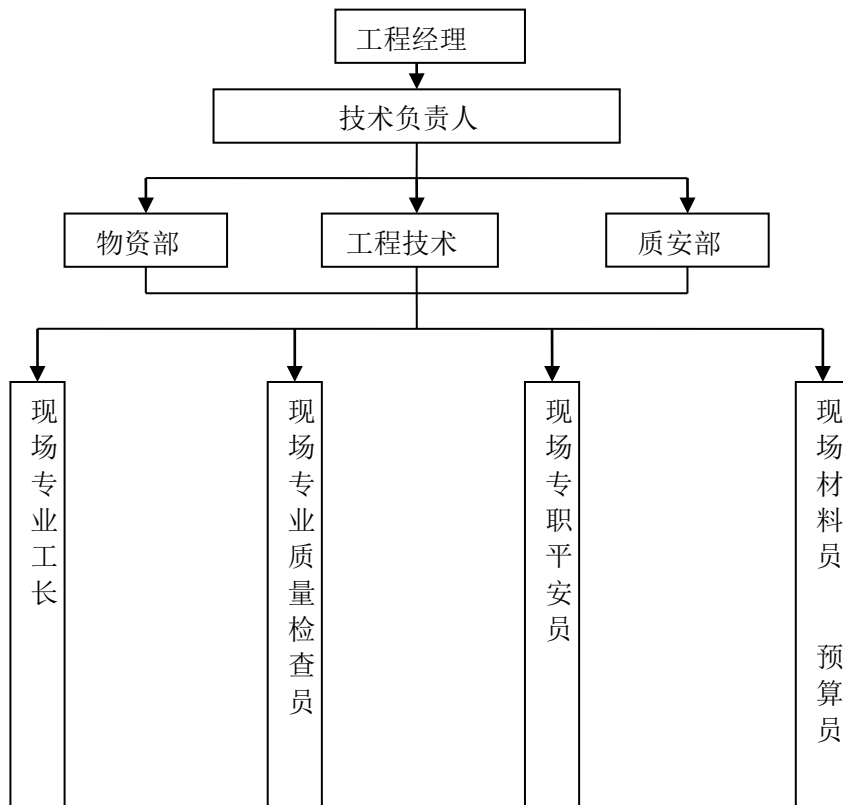 工程经理
技术负责人
物资部
工程技术
质安部
现场专业工长
现场专业质量检查员
现场专职平安员
现场材料员
预算员